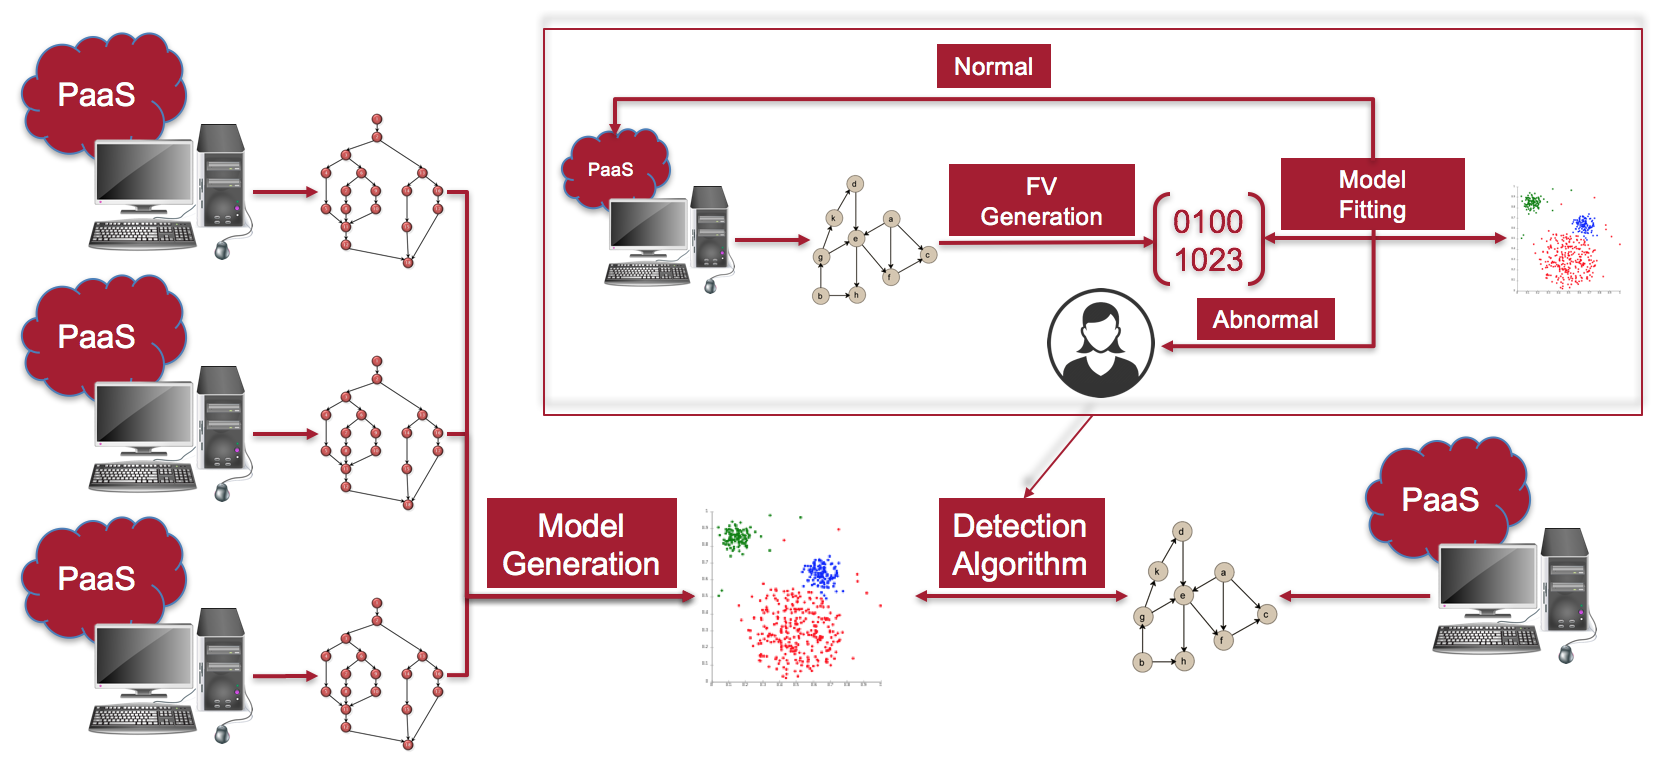 PaaS
PaaS
PaaS
Normal
PaaS
d
k
a
e
g
c
f
b
h
FV
Generation
0100
1023
Model
Fitting
Abnormal
Model
Generation
Detection
Algorithm
d
k
a
e
g
c
f
b
h
PaaS